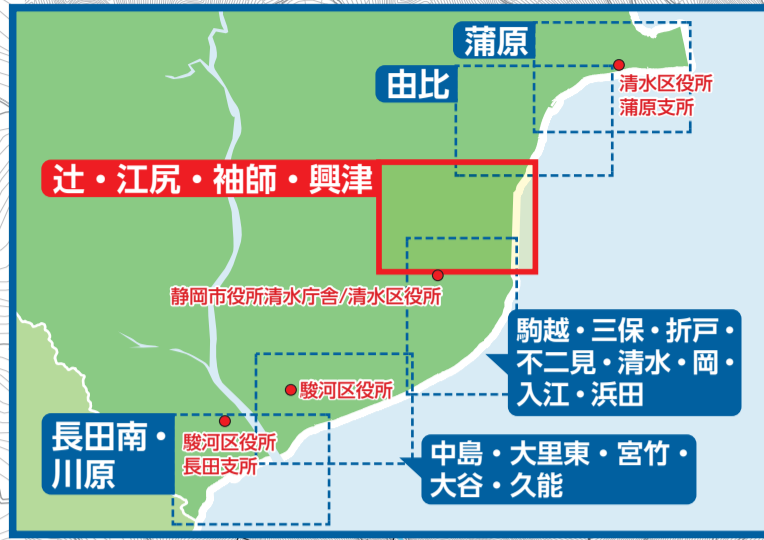 蒲原
由比
清水区役所
蒲原支所
辻・江尻・袖師・興津
静岡市役所清水庁舎/清水区役所
駒越・三保・折戸・
不二見・清水・岡・
入江・浜田
駿河区役所
長田南・
川原
駿河区役所
長田支所
中島・大里東・宮竹・
大谷・久能